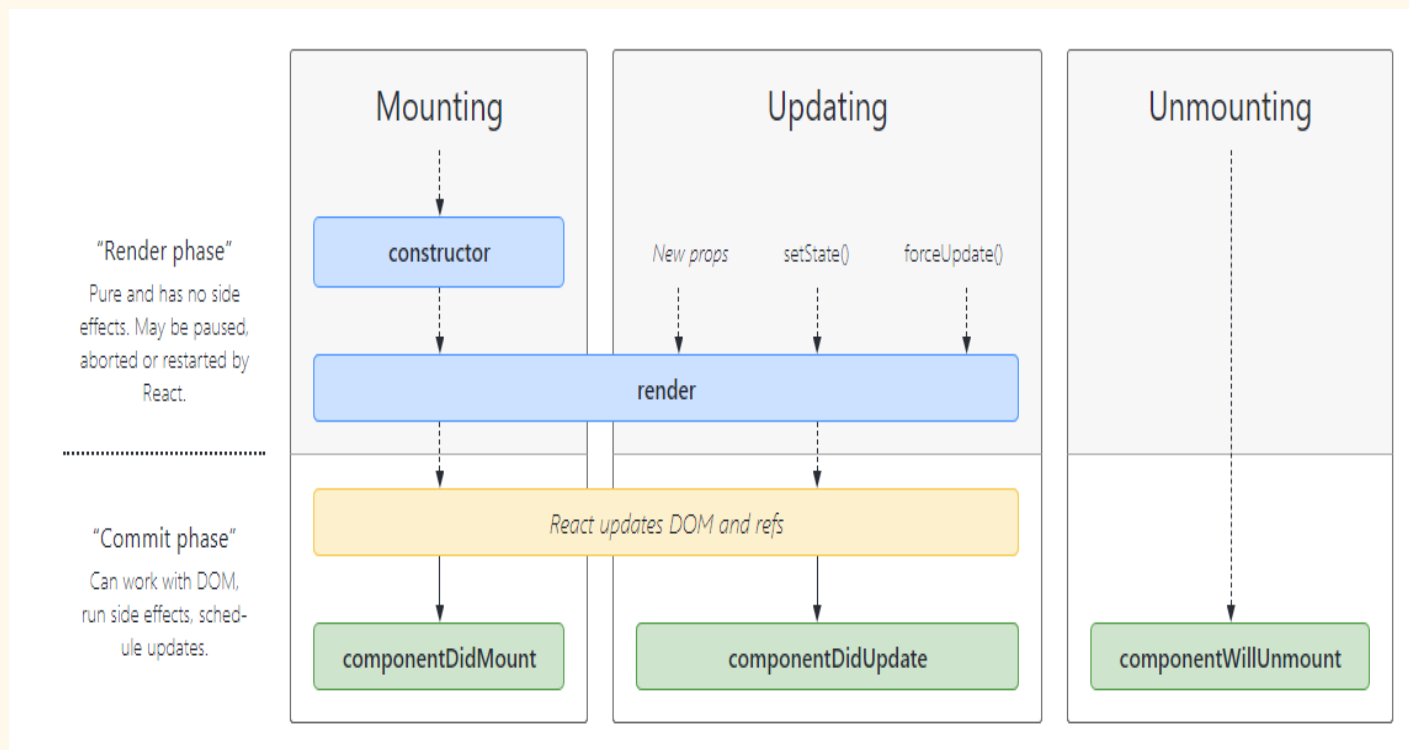 Mounting
Updating
Unmounting
“Render phase”
Pure and has no side
effects. May be paused,
aborted or restarted by
React.
constructor
New props
setState()
forceUpdate()
render
“Commit phase”
Can work with DOM,
run side effects, sched-
ule updates.
React updates DOM and refs
componentDidMount
componentDidUpdate
componentWillUnmount